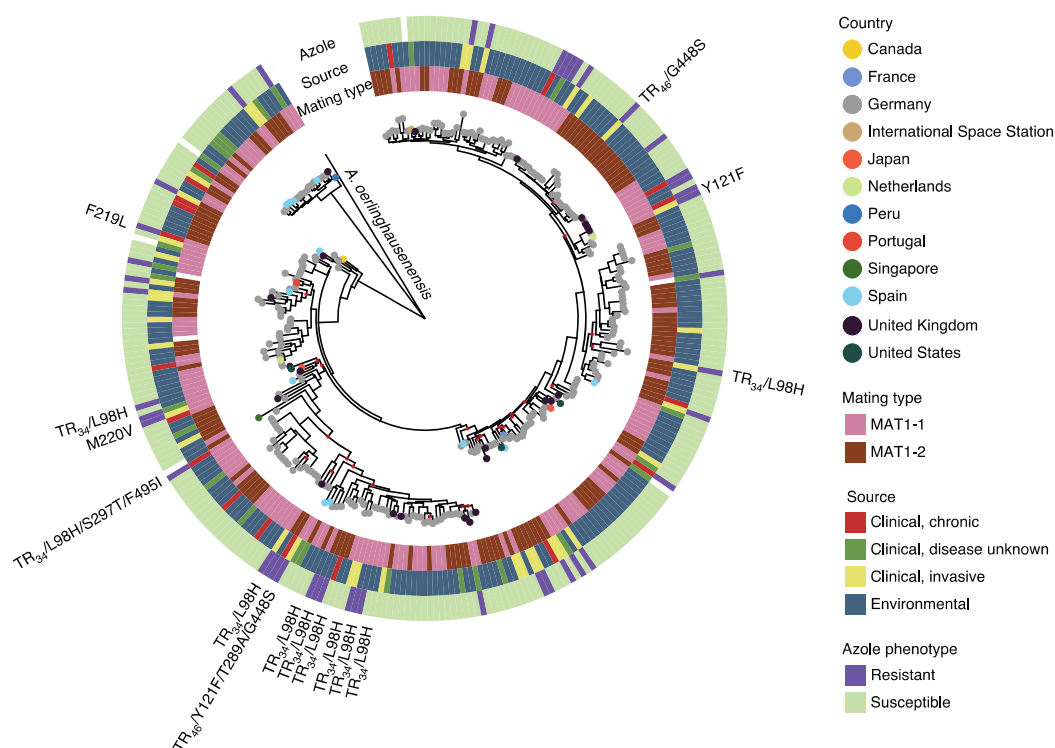 Azole
Source
Mating type
A. oerlinghausenensis
TR46/G448S
Y121F
TR34/L98H
F219L
TR34/L98H
M220V
TR34/L98H/S297T/F495I
TR34/L98H
TR46/Y121F/T289A/G448S
TR34/L98H
TR34/L98H
TR34/L98H
TR34/L98H
TR34/L98H
TR34/L98H
Country
Canada
France
Germany
International Space Station
Japan
Netherlands
Peru
Portugal
Singapore
Spain
United Kingdom
United States
Mating type
MAT1-1
MAT1-2
Source
Clinical, chronic
Clinical, disease unknown
Clinical, invasive
Environmental
Azole phenotype
Resistant
Susceptible